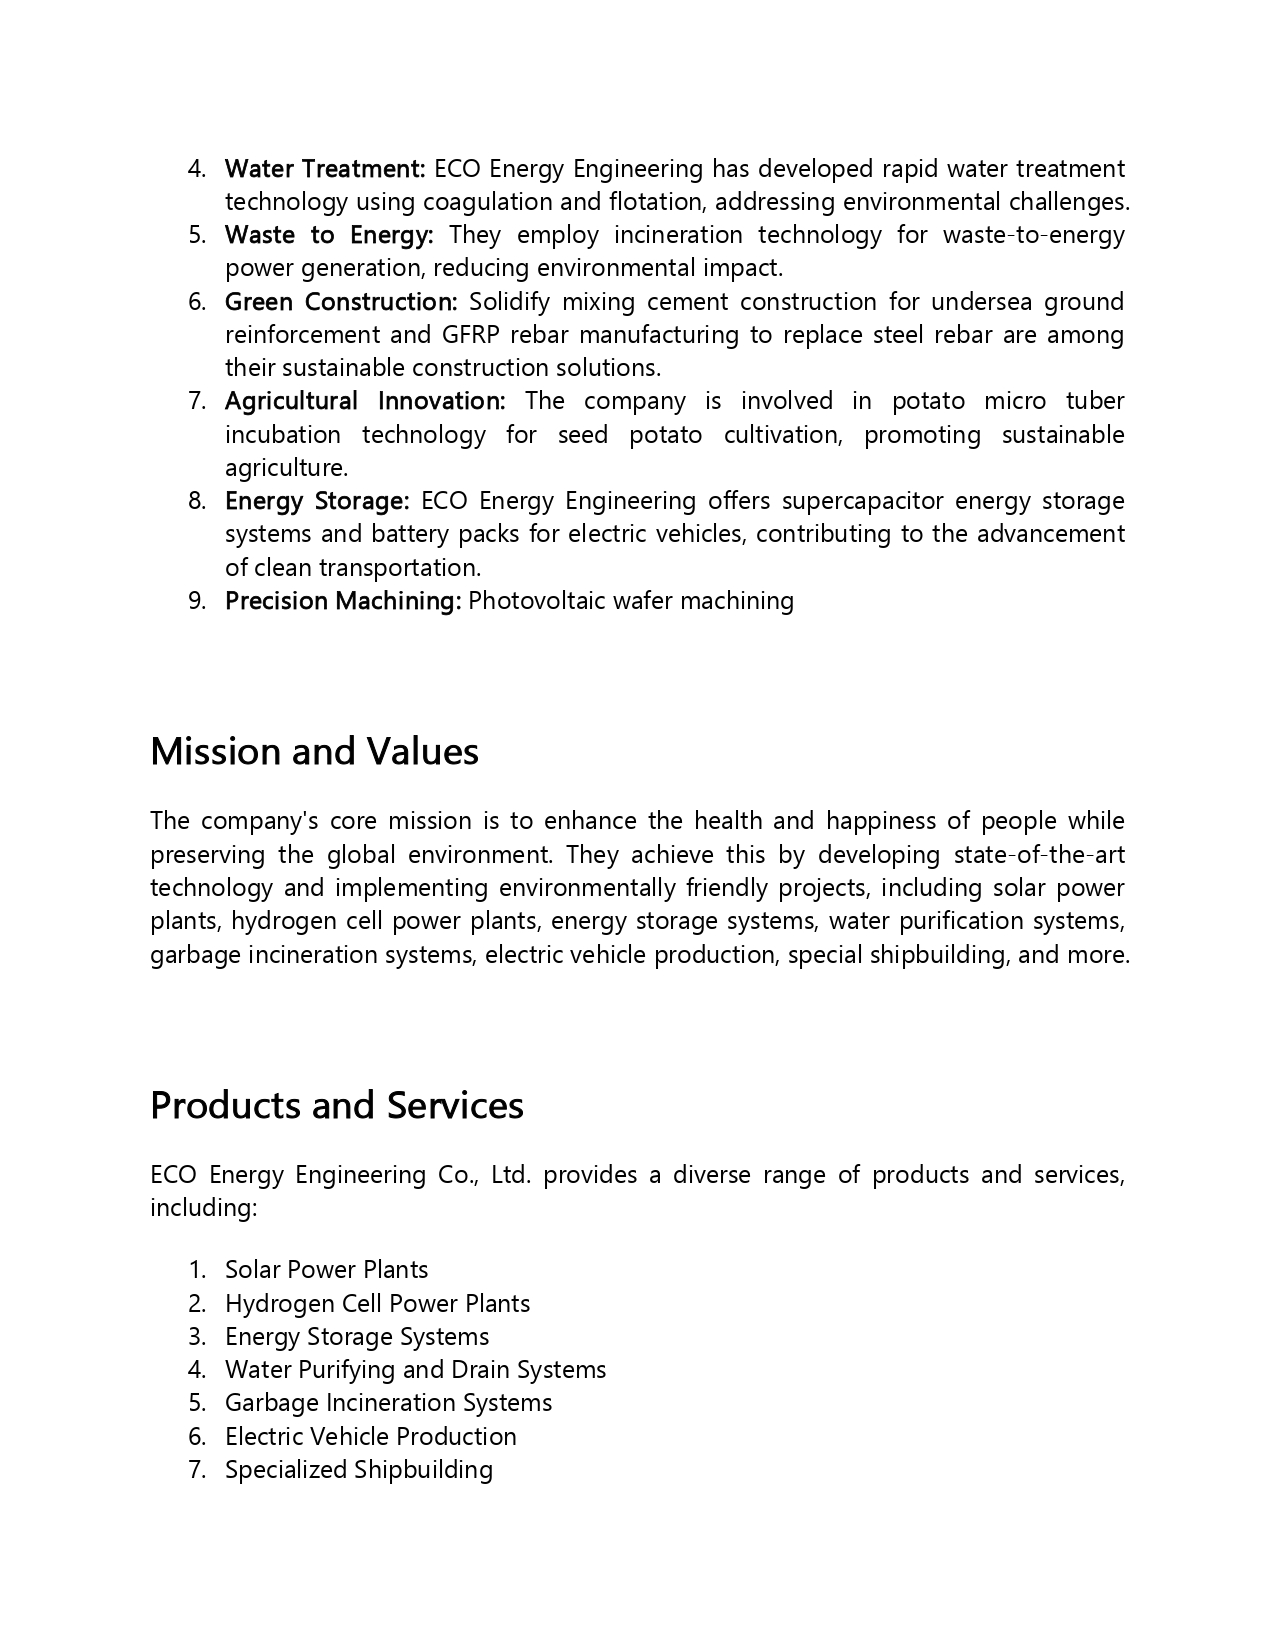 4. Water Treatment: ECO Energy Engineering has developed rapid water treatment
technology using coagulation and flotation, addressing environmental challenges.
5. Waste to Energy: They employ incineration technology for waste-to-energy
power generation, reducing environmental impact.
6. Green Construction: Solidify mixing cement construction for undersea ground
reinforcement and GFRP rebar manufacturing to replace steel rebar are among
their sustainable construction solutions.
7. Agricultural Innovation: The company is involved in potato micro tuber
incubation technology for seed potato cultivation, promoting sustainable
agriculture.
8. Energy Storage: ECO Energy Engineering offers supercapacitor energy storage
systems and battery packs for electric vehicles, contributing to the advancement
of clean transportation.
9. Precision Machining: Photovoltaic wafer machining
Mission and Values
The company's core mission is to enhance the health and happiness of people while
preserving the global environment. They achieve this by developing state-of-the-art
technology and implementing environmentally friendly projects, including solar power
plants, hydrogen cell power plants, energy storage systems, water purification systems,
garbage incineration systems, electric vehicle production, special shipbuilding, and more.
Products and Services
ECO Energy Engineering Co., Ltd. provides a diverse range of products and services,
including:
1. Solar Power Plants
2. Hydrogen Cell Power Plants
3. Energy Storage Systems
4. Water Purifying and Drain Systems
5. Garbage Incineration Systems
6. Electric Vehicle Production
7. Specialized Shipbuilding